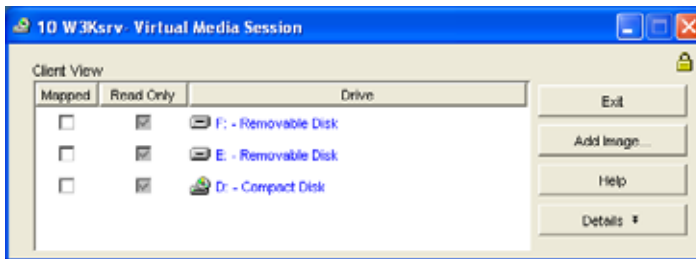 10 W3Ksrv- Virtual Media Session
Client View
Mapped Read Only Drive
F: - Removable Disk
E: - Removable Disk
D: - Compact Disk
Exit
Add Image...
Help
Details